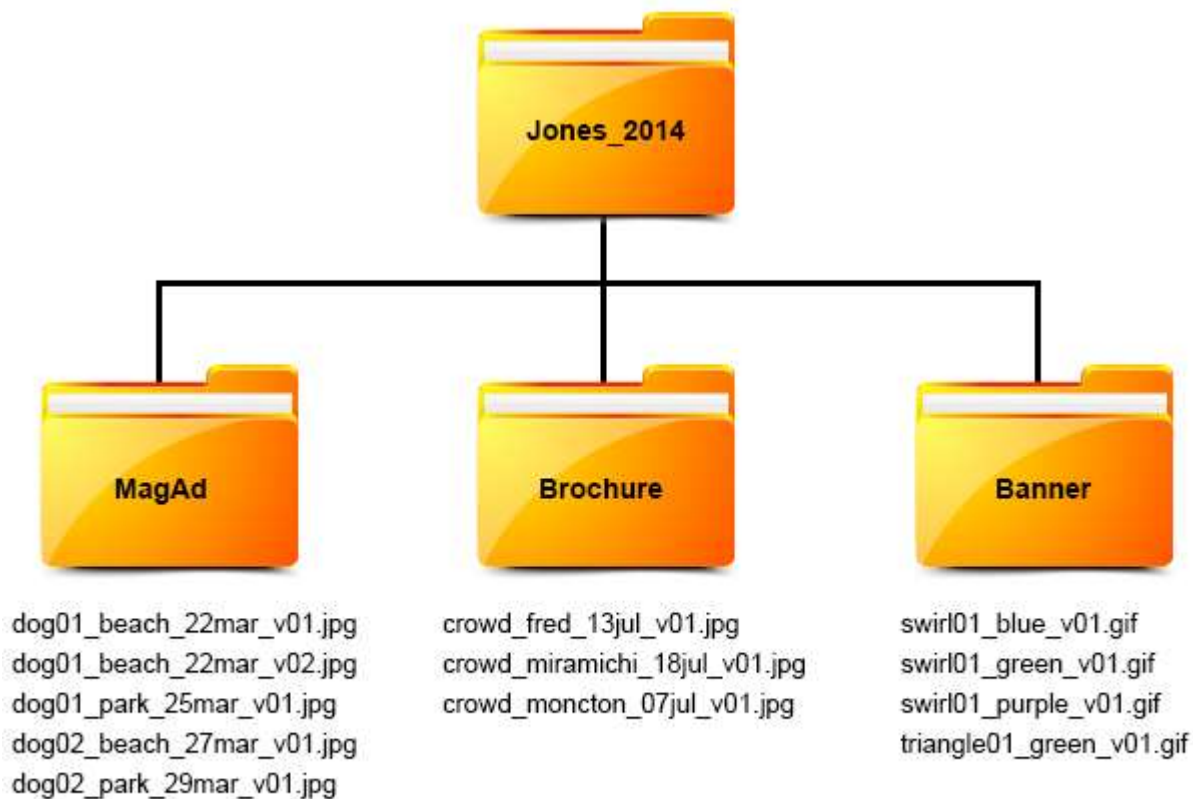 Jones_2014
MagAd
Brochure
Banner
dog01_beach_22mar_v01.jpg
dog01_beach_22mar_v02.jpg
dog01_park_25mar_v01.jpg
dog02_beach_27mar_v01.jpg
dog02_park_29mar_v01.jpg
crowd_fred_13jul_v01.jpg
crowd_miramichi_18jul_v01.jpg
crowd_moncton_07jul_v01.jpg
swirl01_blue_v01.gif
swirl01_green_v01.gif
swirl01_purple_v01.gif
triangle01_green_v01.gif